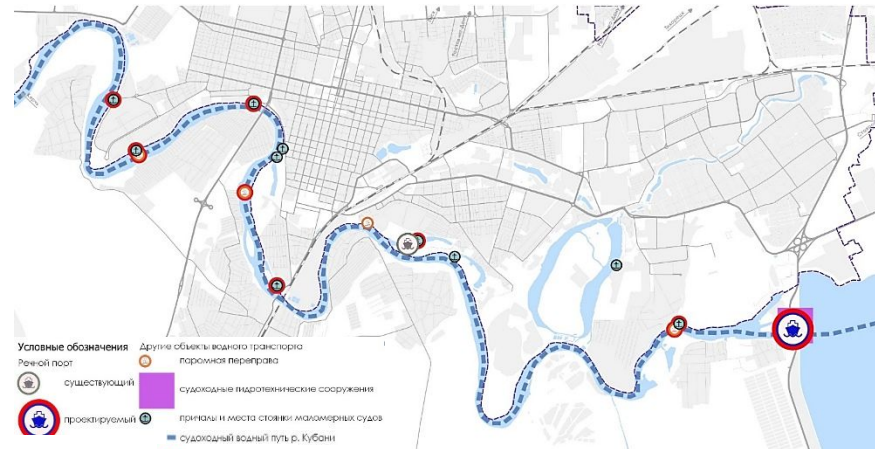 Условные обозначения
Речной порт
существующий
проектируемый
Другие объекты водного транспорта
паромная переправа
судоходные гидротехнические сооружения
причалы и места стоянки маломерных судов
судоходный водный путь р. Кубани